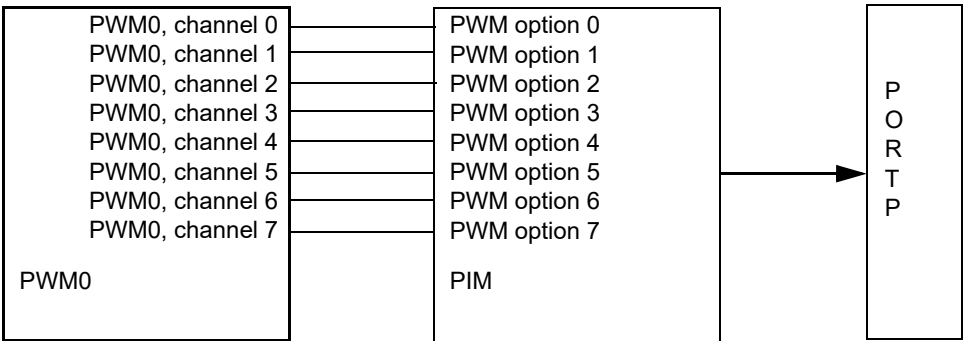 PWM0, channel 0
PWM0, channel 1
PWM0, channel 2
PWM0, channel 3
PWM0, channel 4
PWM0, channel 5
PWM0, channel 6
PWM0, channel 7
PWM0
PWM option 0
PWM option 1
PWM option 2
PWM option 3
PWM option 4
PWM option 5
PWM option 6
PWM option 7
PIM
P
O
R
T
P